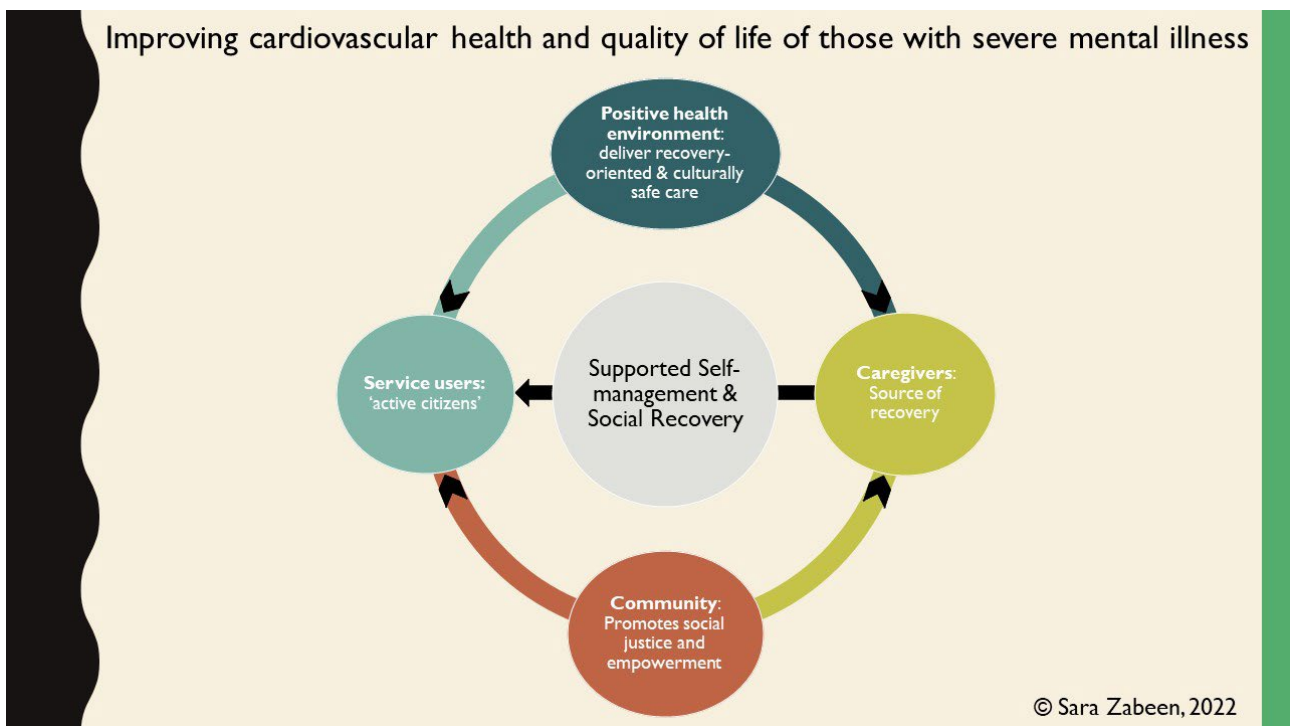 Improving cardiovascular health and quality of life of those with severe mental illness
Positive health
environment:
deliver recovery-
oriented & culturally
safe care
Service users:
‘active citizens’
Supported Self-
management &
Social Recovery
Caregivers:
Source of
recovery
Community:
Promotes social
justice and
empowerment
© Sara Zabeen, 2022